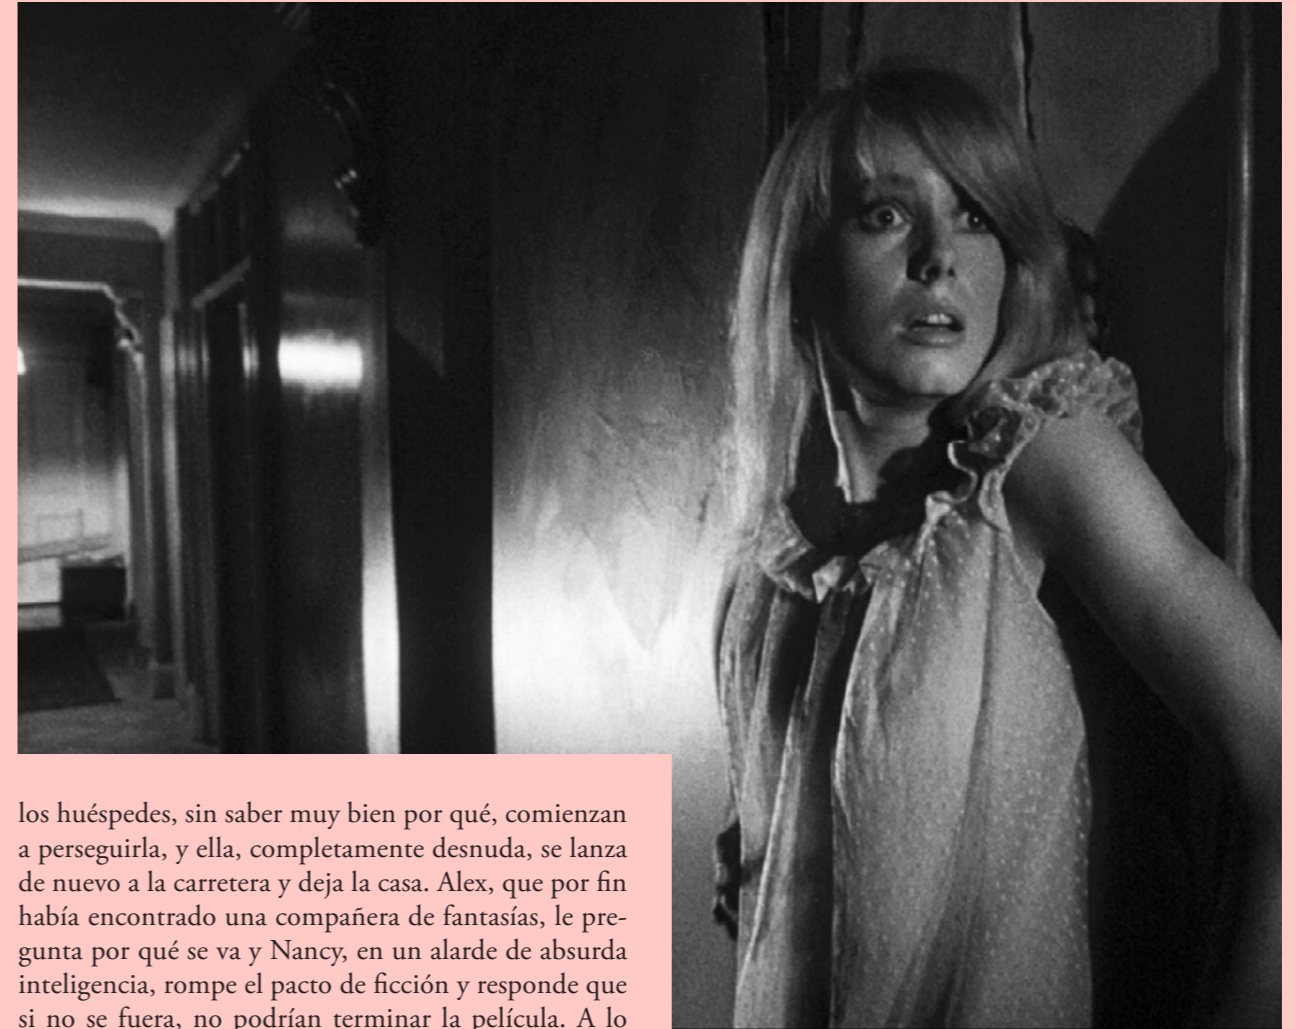 los huéspedes, sin saber muy bien por qué, comienzan
a perseguirla, y ella, completamente desnuda, se lanza
de nuevo a la carretera y deja la casa. Alex, que por fin
había encontrado una compañera de fantasías, le pre-
gunta por qué se va y Nancy, en un alarde de absurda
inteligencia, rompe el pacto de ficción y responde que
si no se fuera, no podrían terminar la película. A lo